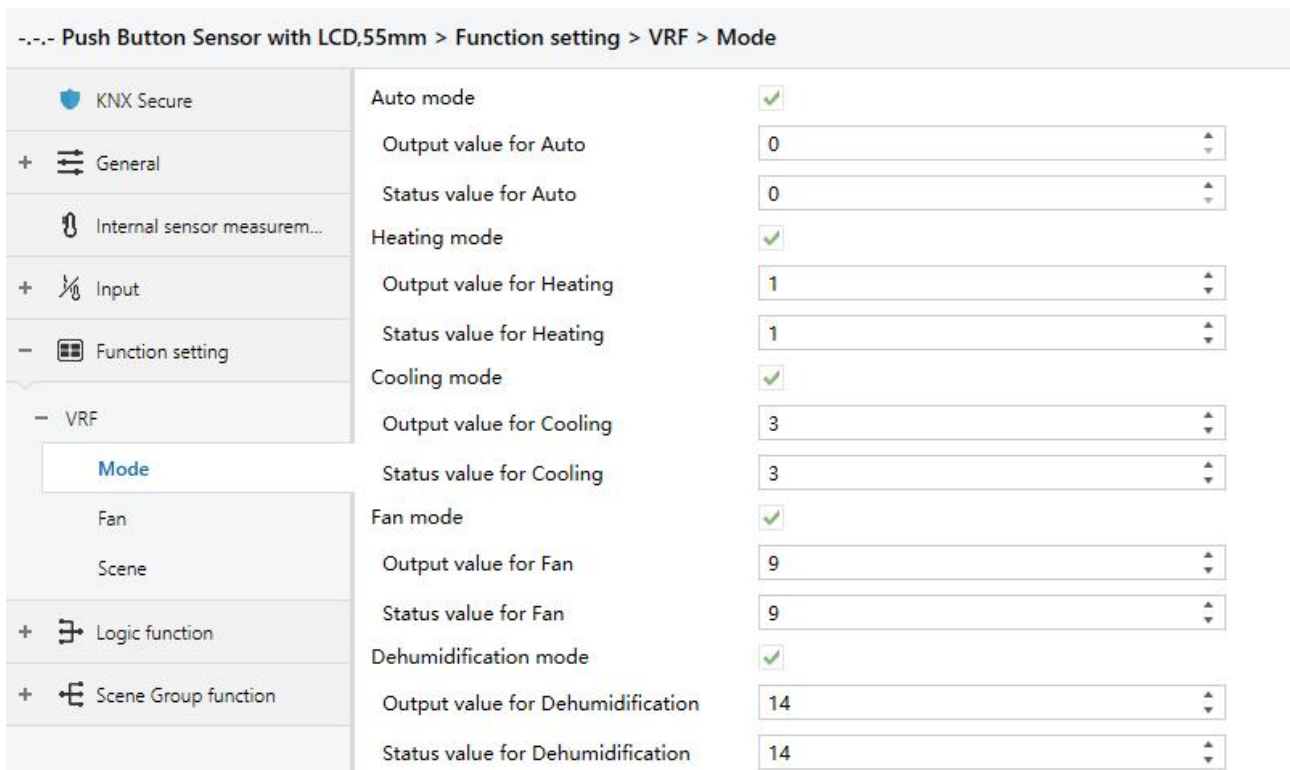 -.-.- Push Button Sensor with LCD,55mm > Function setting > VRF > Mode
KNX Secure
+ General
Internal sensor measurem...
+ Input
– Function setting
– VRF
Mode
Fan
Scene
+ Logic function
+ Scene Group function
Auto mode
Output value for Auto 0
Status value for Auto 0
Heating mode
Output value for Heating 1
Status value for Heating 1
Cooling mode
Output value for Cooling 3
Status value for Cooling 3
Fan mode
Output value for Fan 9
Status value for Fan 9
Dehumidification mode
Output value for Dehumidification 14
Status value for Dehumidification 14